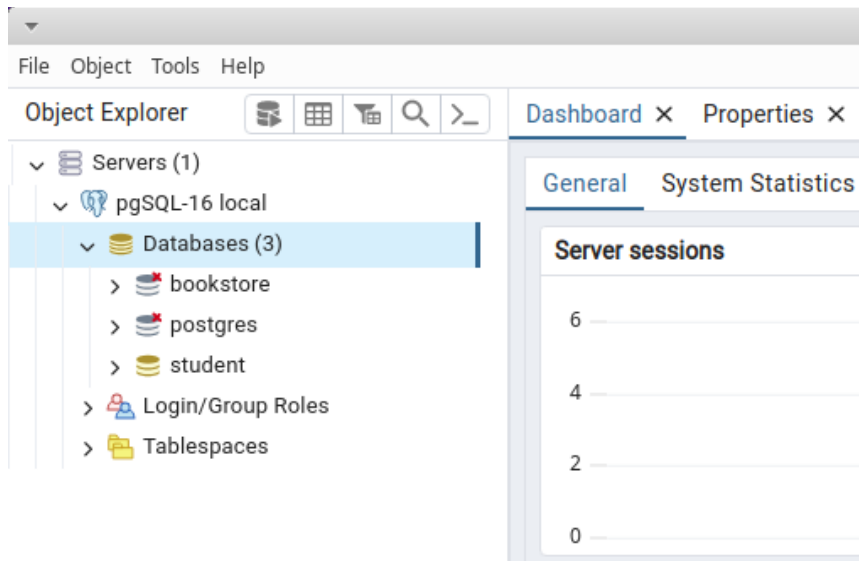 File Object Tools Help
Object Explorer
Dashboard Properties
Servers (1)
pgSQL-16 local
Databases (3)
bookstore
postgres
student
Login/Group Roles
Tablespaces
General System Statistics
Server sessions
6
4
2
0